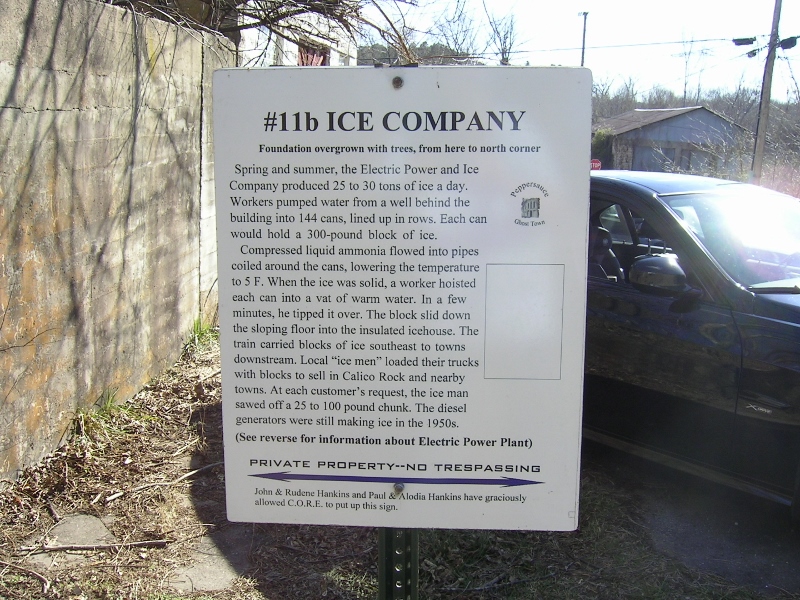 #11b ICE COMPANY
Foundation overgrown with trees, from here to north corner
Spring and summer, the Electric Power and Ice
Company produced 25 to 30 tons of ice a day.
Workers pumped water from a well behind the
building into 144 cans, lined up in rows. Each can
would hold a 300-pound block of ice.
Peppersauce
Ghost Town
Compressed liquid ammonia flowed into pipes
coiled around the cans, lowering the temperature
to 5 F. When the ice was solid, a worker hoisted
each can into a vat of warm water. In a few
minutes, he tipped it over. The block slid down
the sloping floor into the insulated icehouse. The
train carried blocks of ice southeast to towns
downstream. Local “ice men” loaded their trucks
with blocks to sell in Calico Rock and nearby
towns. At each customer’s request, the ice man
sawed off a 25 to 100 pound chunk. The diesel
generators were still making ice in the 1950s.
(See reverse for information about Electric Power Plant)
PRIVATE PROPERTY--NO TRESPASSING
John & Rudene Hankins and Paul & Alodia Hankins have graciously
allowed C.O.R.E. to put up this sign.
STOP